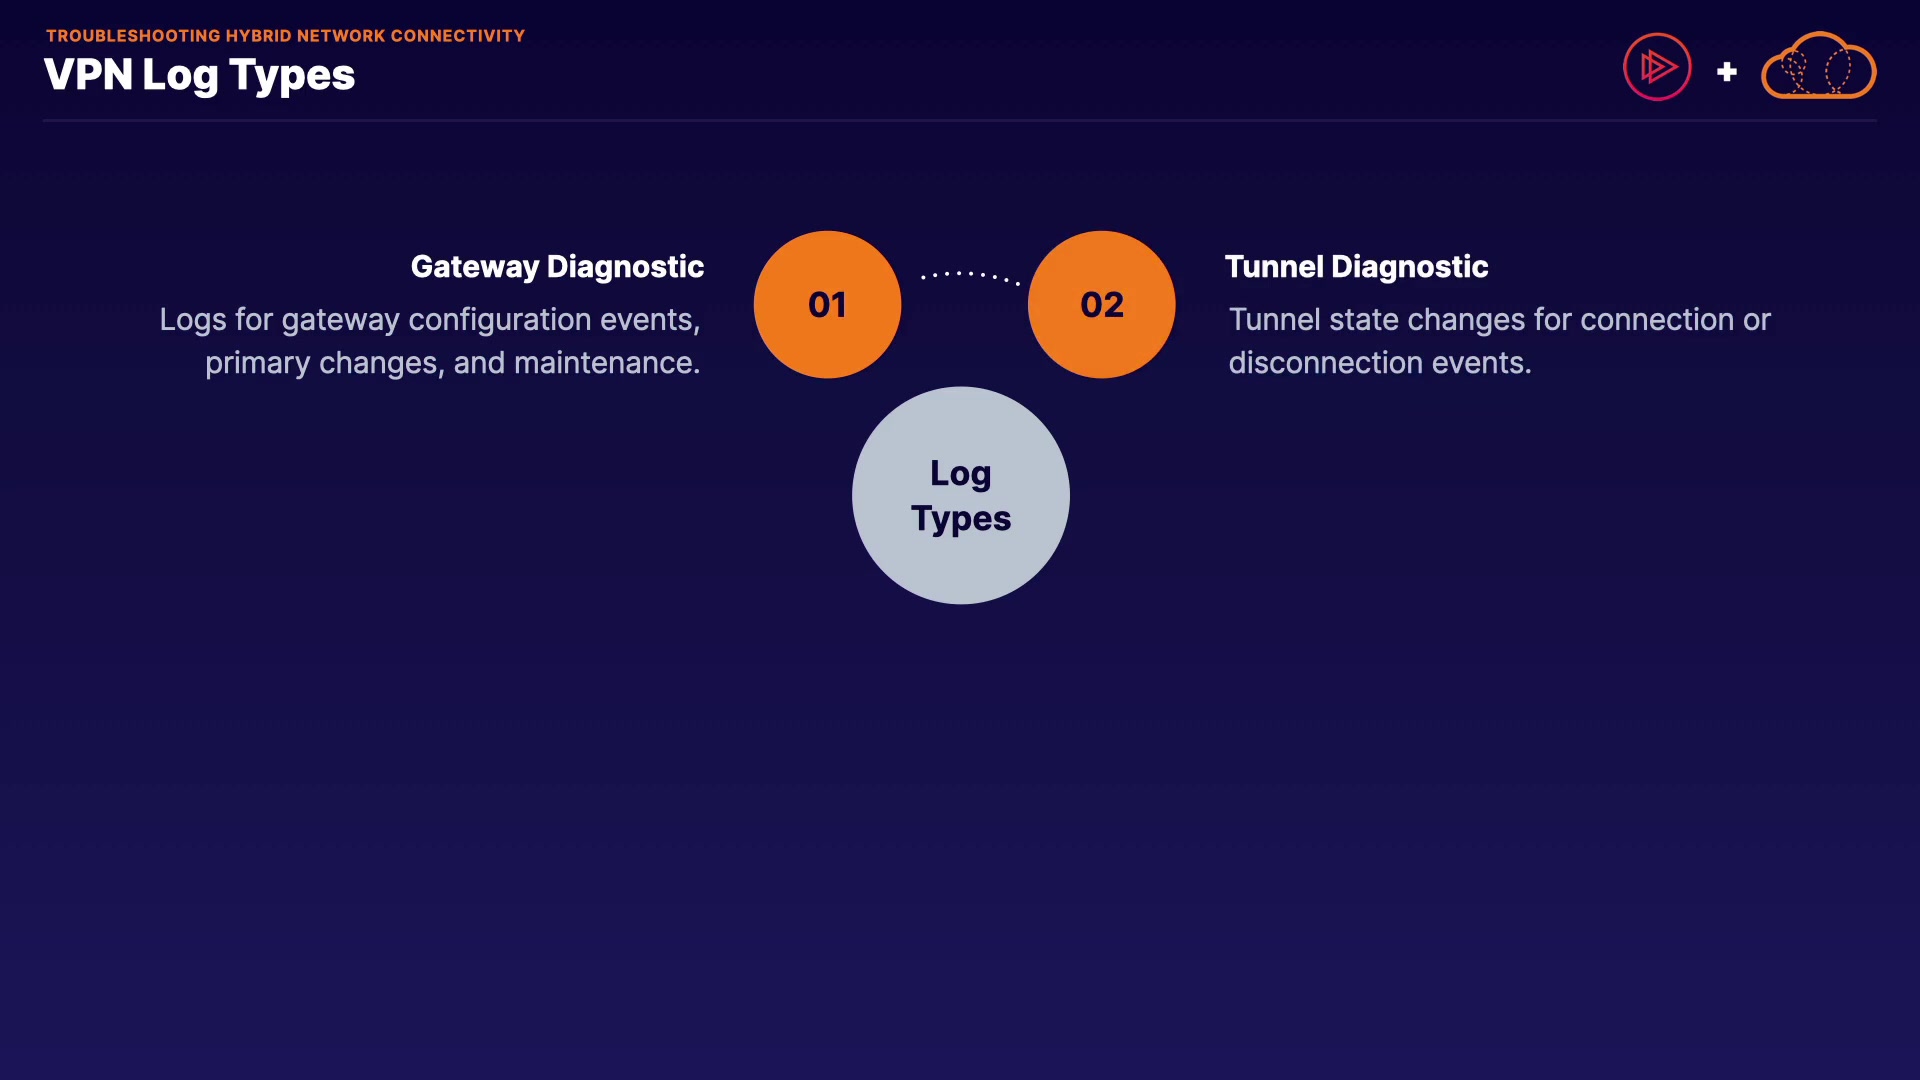 TROUBLESHOOTING HYBRID NETWORK CONNECTIVITY
VPN Log Types
Gateway Diagnostic
Logs for gateway configuration events,
primary changes, and maintenance.
01
02
Tunnel Diagnostic
Tunnel state changes for connection or
disconnection events.
Log
Types